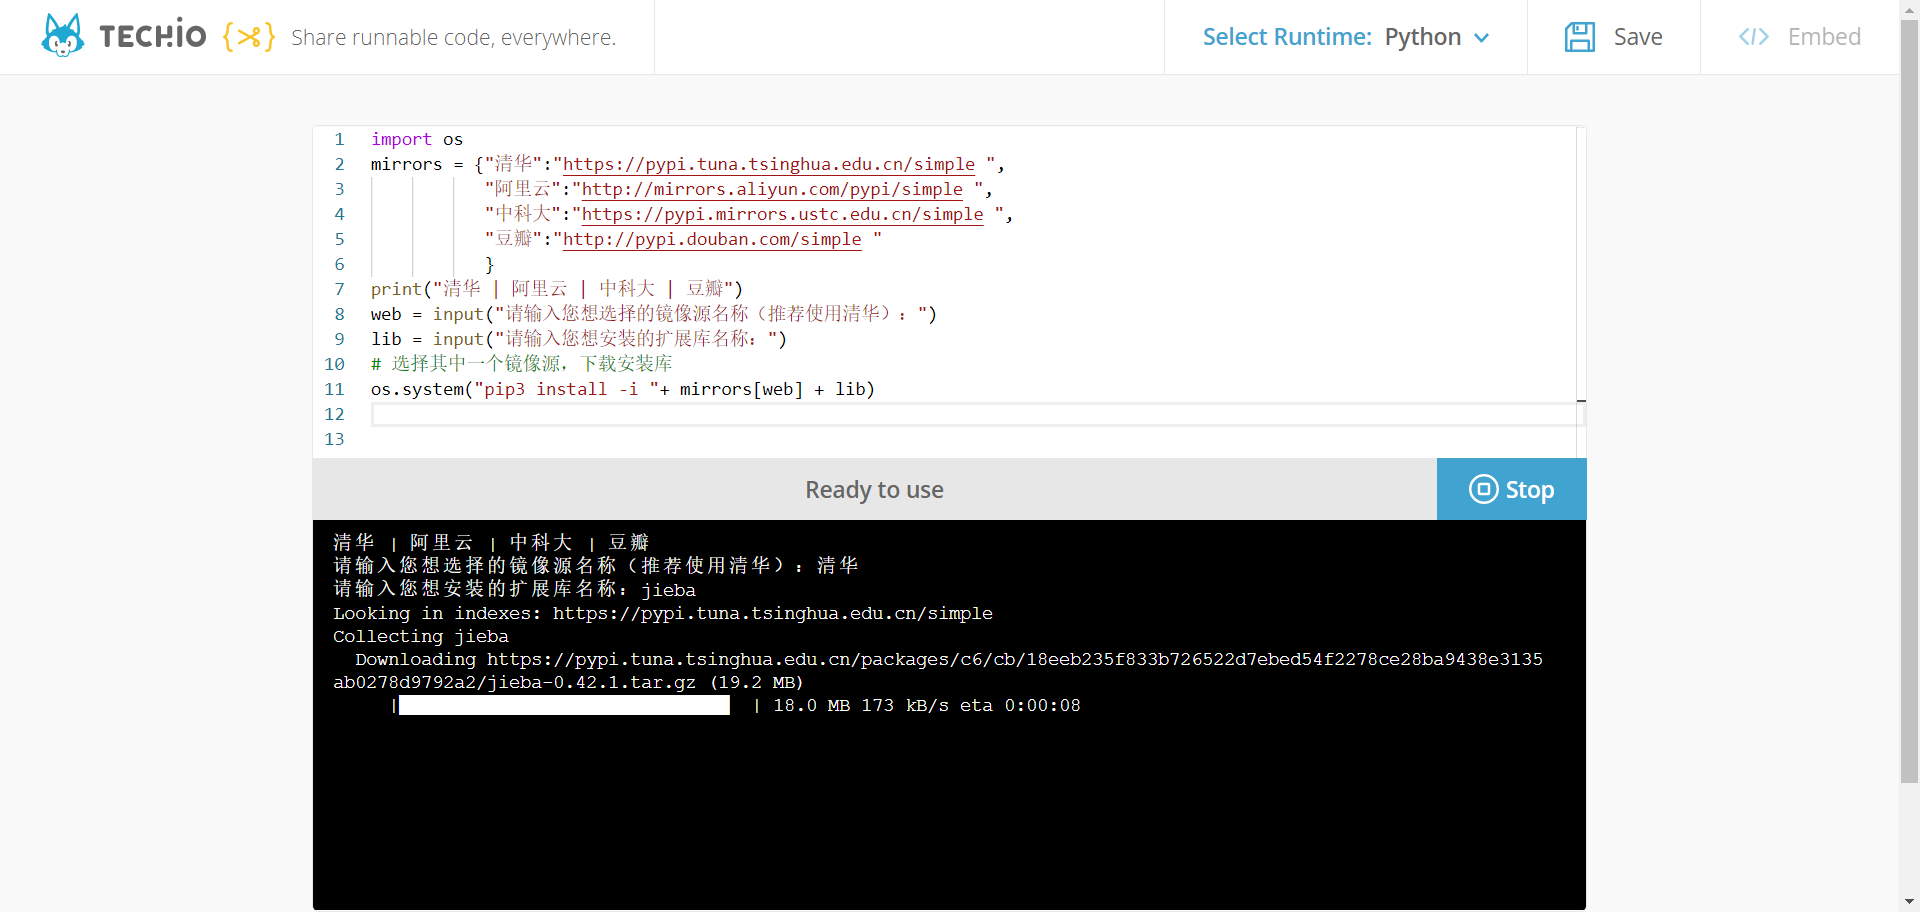 TECH.IO {✂} Share runnable code, everywhere.
Select Runtime: Python
Save
</> Embed
1 import os
2 mirrors = {"清华":"https://pypi.tuna.tsinghua.edu.cn/simple ",
3 "阿里云":"http://mirrors.aliyun.com/pypi/simple ",
4 "中科大":"https://pypi.mirrors.ustc.edu.cn/simple ",
5 "豆瓣":"http://pypi.douban.com/simple "
6 }
7 print("清华 | 阿里云 | 中科大 | 豆瓣")
8 web = input("请输入您想选择的镜像源名称（推荐使用清华）：")
9 lib = input("请输入您想安装的扩展库名称：")
10 # 选择其中一个镜像源，下载安装库
11 os.system("pip3 install -i "+ mirrors[web] + lib)
12
13
Ready to use
Stop
清华 | 阿里云 | 中科大 | 豆瓣
请输入您想选择的镜像源名称（推荐使用清华）：清华
请输入您想安装的扩展库名称：jieba
Looking in indexes: https://pypi.tuna.tsinghua.edu.cn/simple
Collecting jieba
Downloading https://pypi.tuna.tsinghua.edu.cn/packages/c6/cb/18eeb235f833b726522d7ebed54f2278ce28ba9438e3135
ab0278d9792a2/jieba-0.42.1.tar.gz (19.2 MB)
| | 18.0 MB 173 kB/s eta 0:00:08